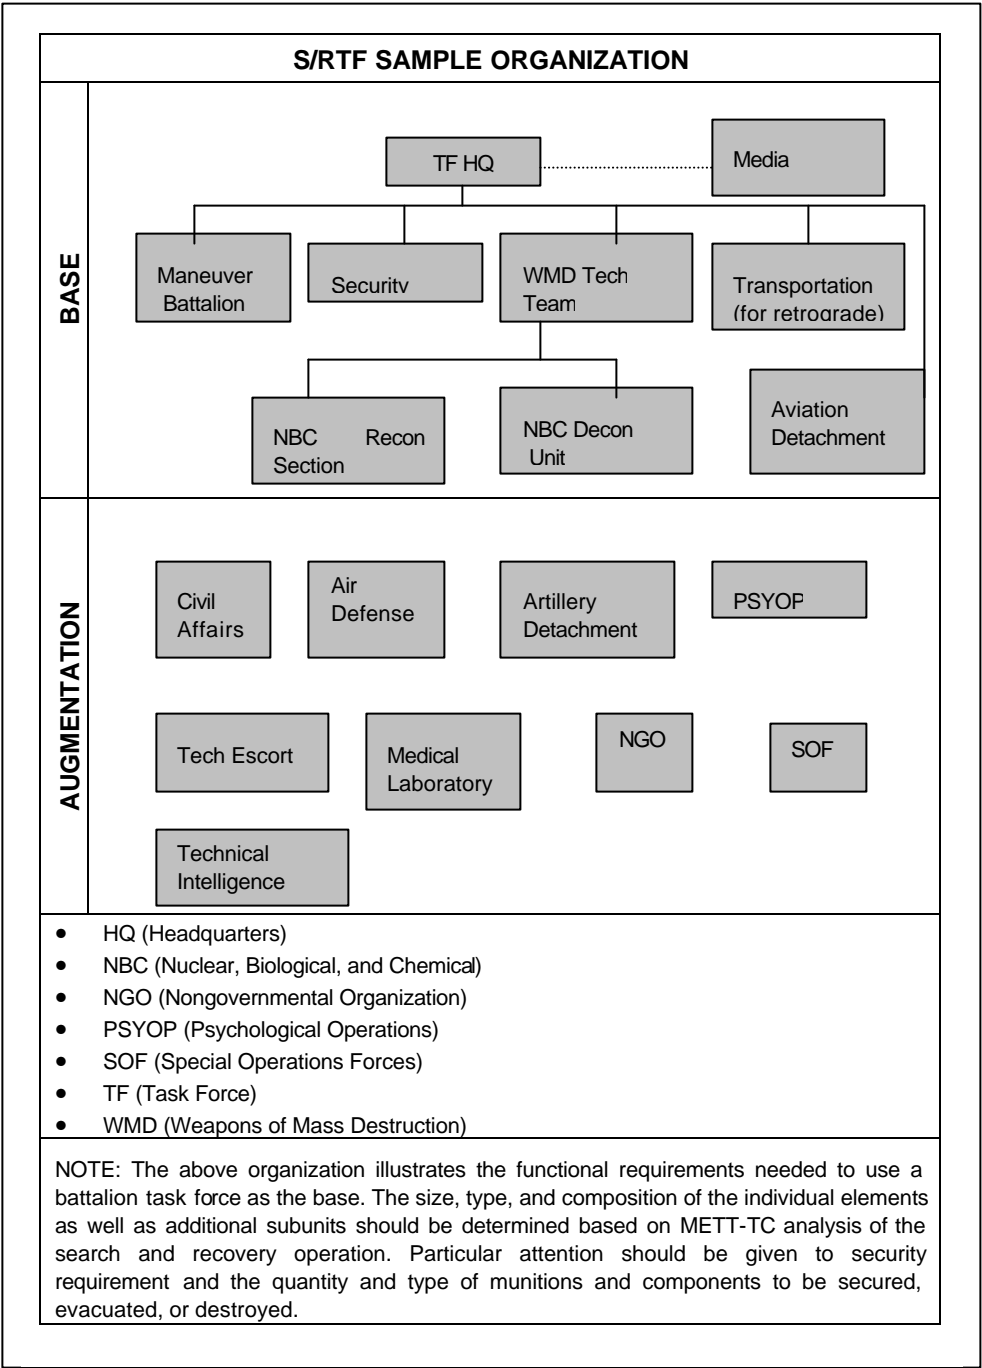 S/RTF SAMPLE ORGANIZATION
BASE
TF HQ
Media
Maneuver
Battalion
Security
WMD Tech
Team
Transportation
(for retrograde)
NBC Recon
Section
NBC Decon
Unit
Aviation
Detachment
AUGMENTATION
Civil
Affairs
Air
Defense
Artillery
Detachment
PSYOP
Tech Escort
Medical
Laboratory
NGO
SOF
Technical
Intelligence
• HQ (Headquarters)
• NBC (Nuclear, Biological, and Chemical)
• NGO (Nongovernmental Organization)
• PSYOP (Psychological Operations)
• SOF (Special Operations Forces)
• TF (Task Force)
• WMD (Weapons of Mass Destruction)
NOTE: The above organization illustrates the functional requirements needed to use a
battalion task force as the base. The size, type, and composition of the individual elements
as well as additional subunits should be determined based on METT-TC analysis of the
search and recovery operation. Particular attention should be given to security
requirement and the quantity and type of munitions and components to be secured,
evacuated, or destroyed.